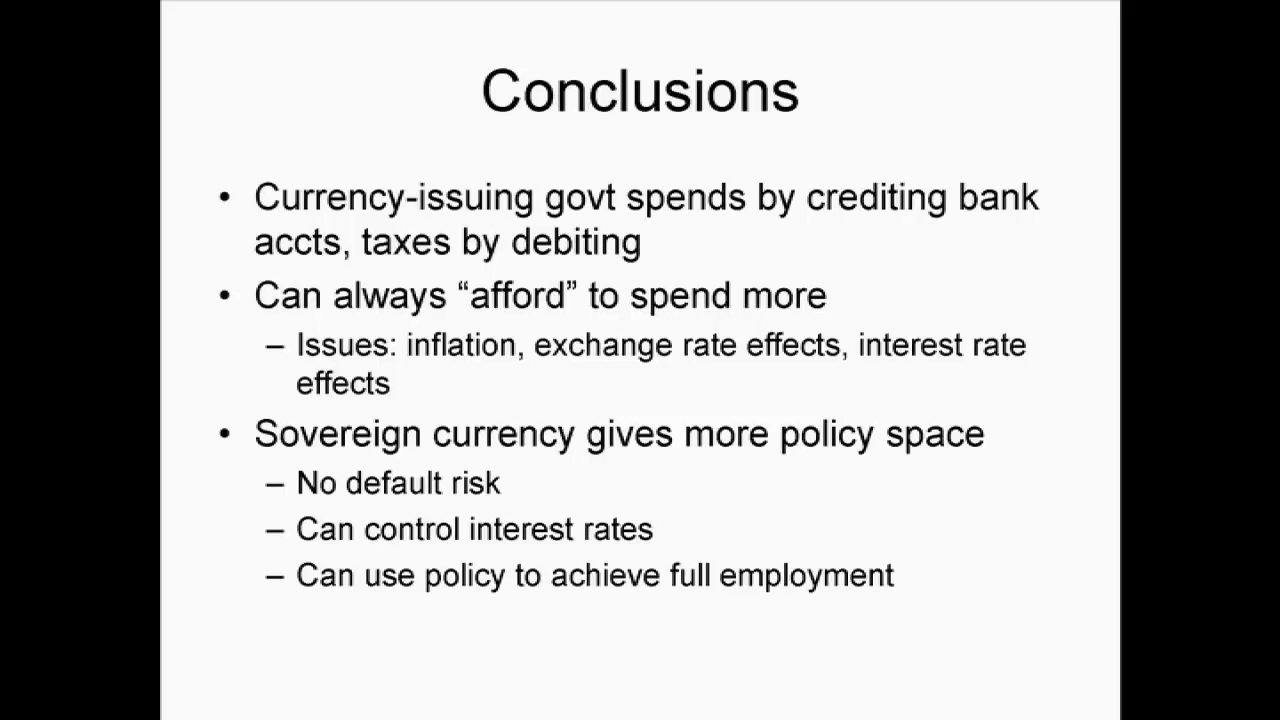 Conclusions
• Currency-issuing govt spends by crediting bank
accts, taxes by debiting
• Can always “afford” to spend more
– Issues: inflation, exchange rate effects, interest rate
effects
• Sovereign currency gives more policy space
– No default risk
– Can control interest rates
– Can use policy to achieve full employment